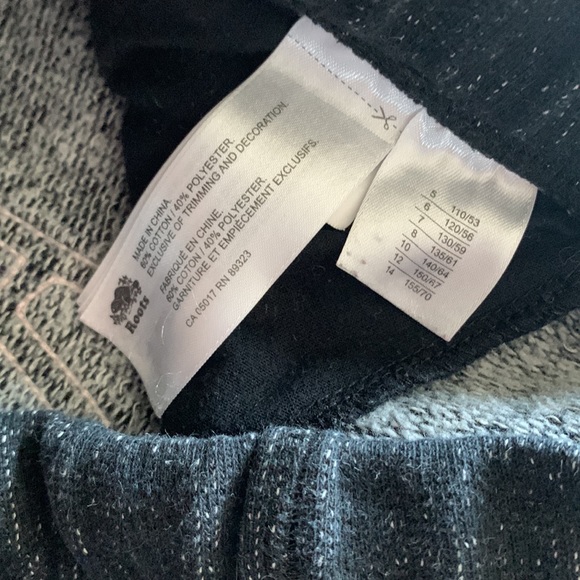 MADE IN CHINA
60% COTTON / 40% POLYESTER.
EXCLUSIVE OF TRIMMING AND DECORATION.
FABRIQUÉ EN CHINE.
60% COTON / 40% POLYESTER.
GARNITURE ET EMPIÈCEMENT EXCLUSIFS.
CA 05017 RN 89323
Roots
5 110/53
6 120/56
7 130/59
8 135/61
10 140/64
12 150/67
14 155/70